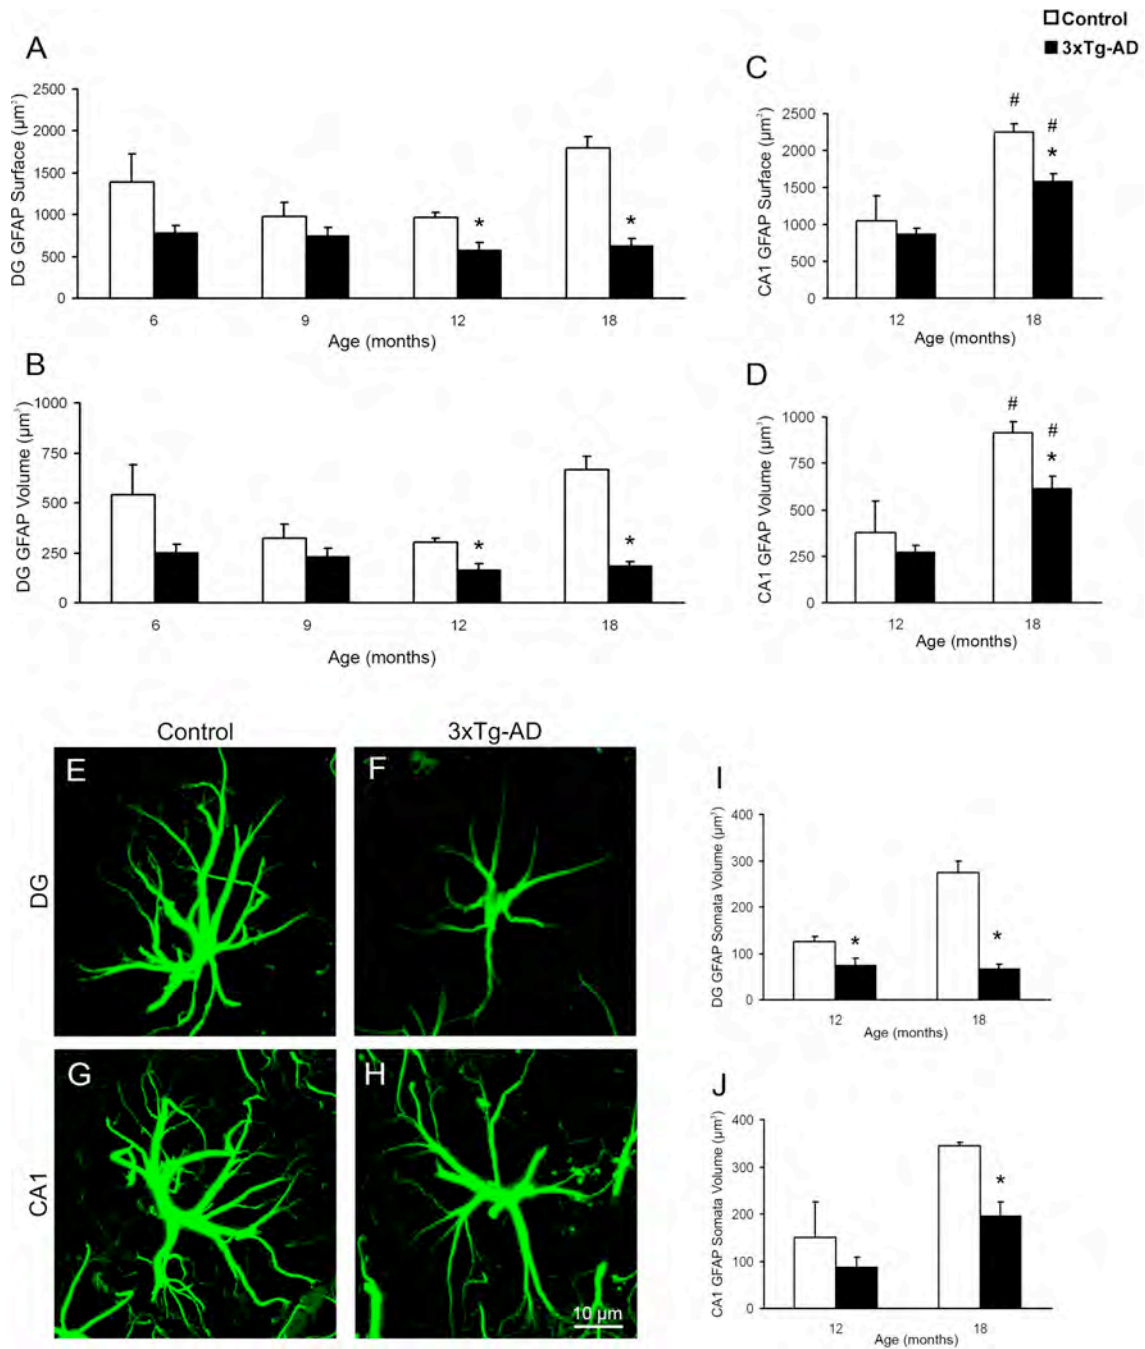 Control
3xTg-AD
A
DG GFAP Surface (µm²)
2500
2000
1500
1000
500
0
*
*
6
9
12
18
Age (months)
C
CA1 GFAP Surface (µm²)
2500
2000
1500
1000
500
0
#
#
*
12
18
Age (months)
B
DG GFAP Volume (µm³)
1000
750
500
250
0
*
*
6
9
12
18
Age (months)
D
CA1 GFAP Volume (µm³)
1000
750
500
250
0
#
#
*
12
18
Age (months)
Control
3xTg-AD
DG
E
F
CA1
G
H
10 µm
I
DG GFAP Somata Volume (µm³)
400
300
200
100
0
*
*
12
18
Age (months)
J
CA1 GFAP Somata Volume (µm³)
400
300
200
100
0
*
12
18
Age (months)